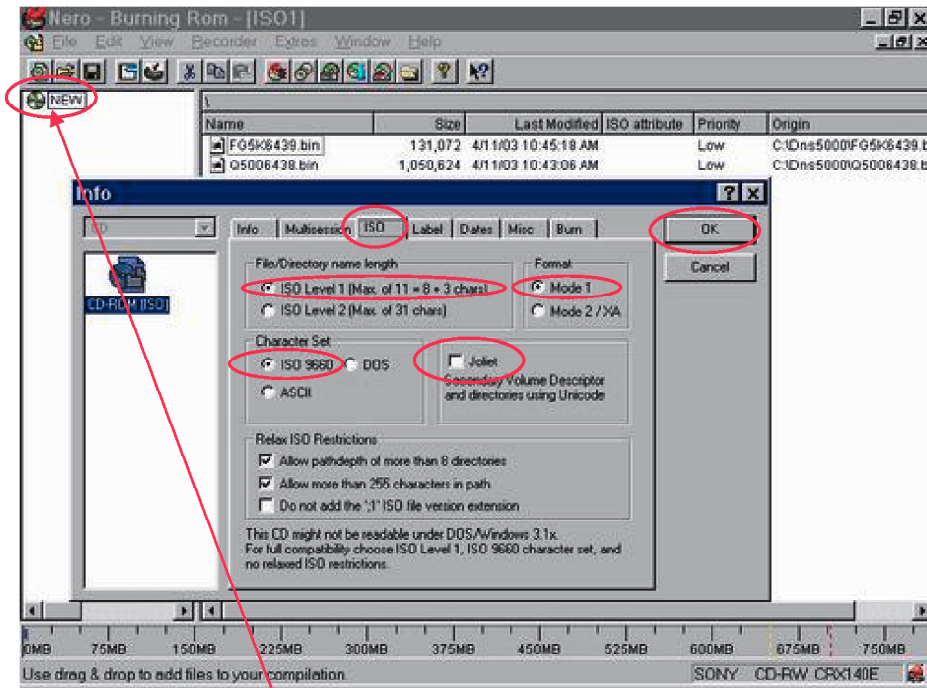 Nero - Burning Rom - [ISO1]
File Edit View Recorder Extras Window Help
NEW
\
Name Size Last Modified ISO attribute Priority Origin
FG5K6439.bin 131,072 4/11/03 10:45:18 AM Low C:\Dns5000\FG5K6439.b
Q5006438.bin 1,050,624 4/11/03 10:43:06 AM Low C:\Dns5000\Q5006438.b
Info
CD
Info Multisession ISO Label Dates Misc Burn
OK
Cancel
CD-ROM (ISO)
File/Directory name length
ISO Level 1 (Max. of 11 = 8 + 3 chars)
ISO Level 2 (Max. of 31 chars)
Format
Mode 1
Mode 2 / XA
Character Set
ISO 9660 DOS
ASCII
Joliet
Secondary Volume Descriptor
and directories using Unicode
Relax ISO Restrictions
Allow pathdepth of more than 8 directories
Allow more than 255 characters in path
Do not add the ';1' ISO file version extension
This CD might not be readable under DOS/Windows 3.1x.
For full compatibility choose ISO Level 1, ISO 9660 character set, and
no relaxed ISO restrictions.
0MB 75MB 150MB 225MB 300MB 375MB 450MB 525MB 600MB 675MB 750MB
Use drag & drop to add files to your compilation. SONY CD-RW CRX140E